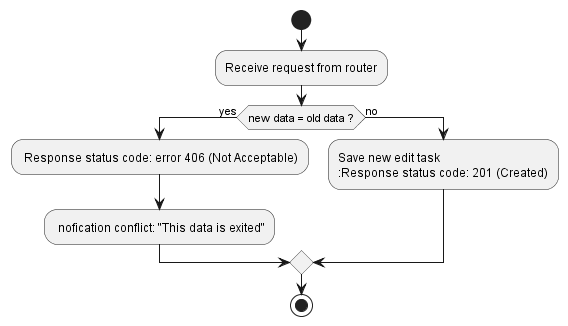 Receive request from router
yes
new data = old data ?
no
Response status code: error 406 (Not Acceptable)
Save new edit task
:Response status code: 201 (Created)
nofication conflict: "This data is exited"